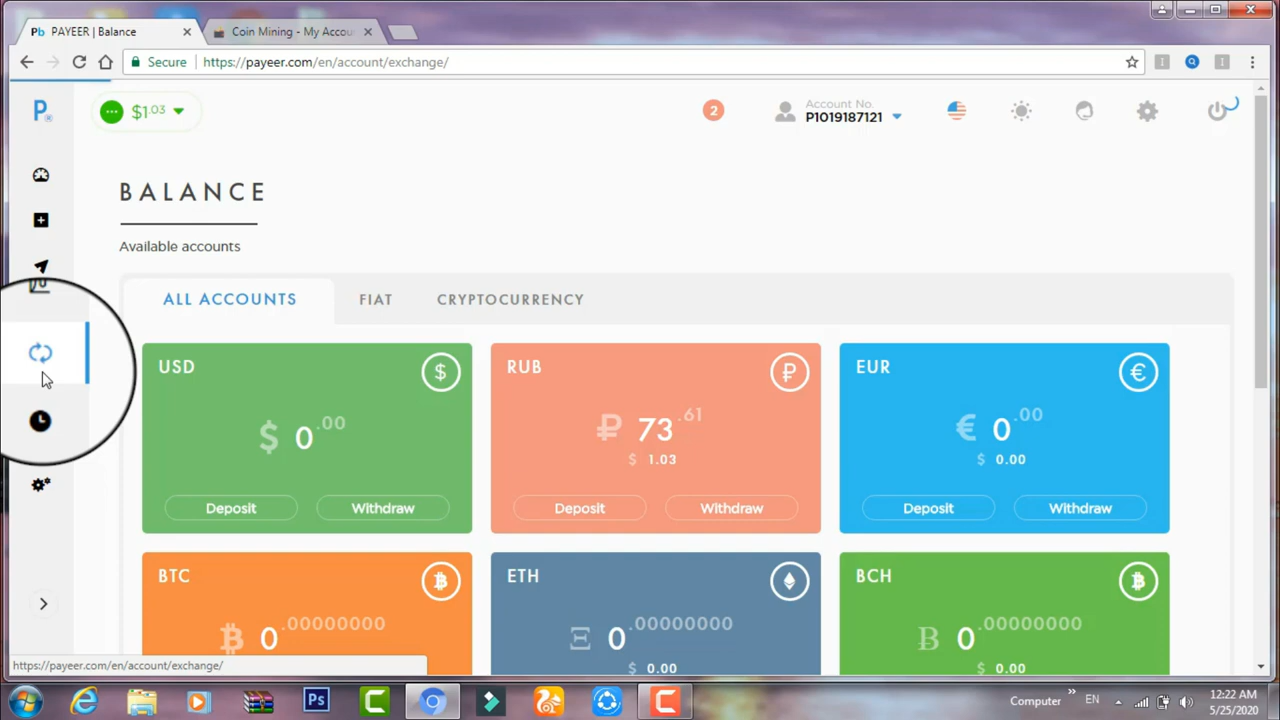 PAYEER | Balance
Coin Mining - My Accou
Secure
https://payeer.com/en/account/exchange/
$1.03
2
Account No.
P1019187121
BALANCE
Available accounts
ALL ACCOUNTS
FIAT
CRYPTOCURRENCY
USD
$
$ 0.00
Deposit
Withdraw
RUB
₽
₽ 73.61
$ 1.03
Deposit
Withdraw
EUR
€
€ 0.00
$ 0.00
Deposit
Withdraw
BTC
0.00000000
ETH
Ξ 0.00000000
$ 0.00
BCH
0.00000000
$ 0.00
https://payeer.com/en/account/exchange/
Ps
Computer
EN
12:22 AM
5/25/2020